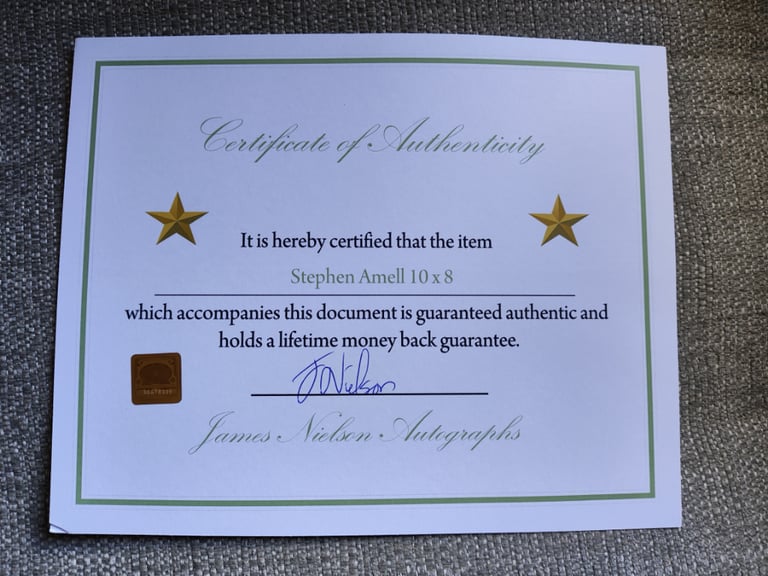 Certificate of Authenticity
It is hereby certified that the item
Stephen Amell 10 x 8
which accompanies this document is guaranteed authentic and
holds a lifetime money back guarantee.
J Nielson
James Nielson Autographs